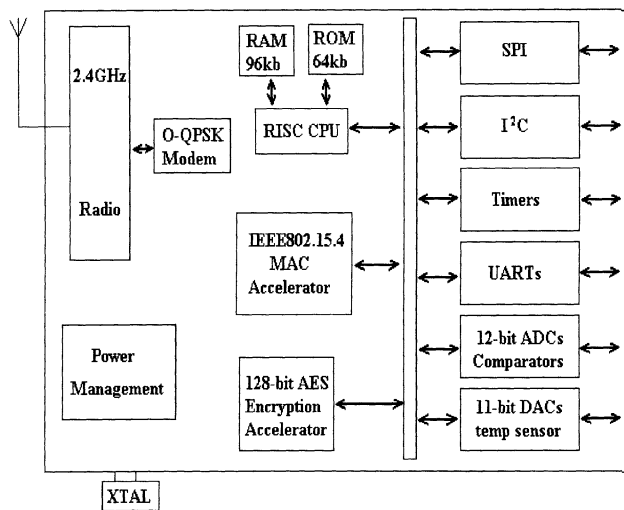 2.4GHz
Radio
O-QPSK
Modem
RAM
96kb
ROM
64kb
RISC CPU
IEEE802.15.4
MAC
Accelerator
Power
Management
128-bit AES
Encryption
Accelerator
XTAL
SPI
I²C
Timers
UARTs
12-bit ADCs
Comparators
11-bit DACs
temp sensor